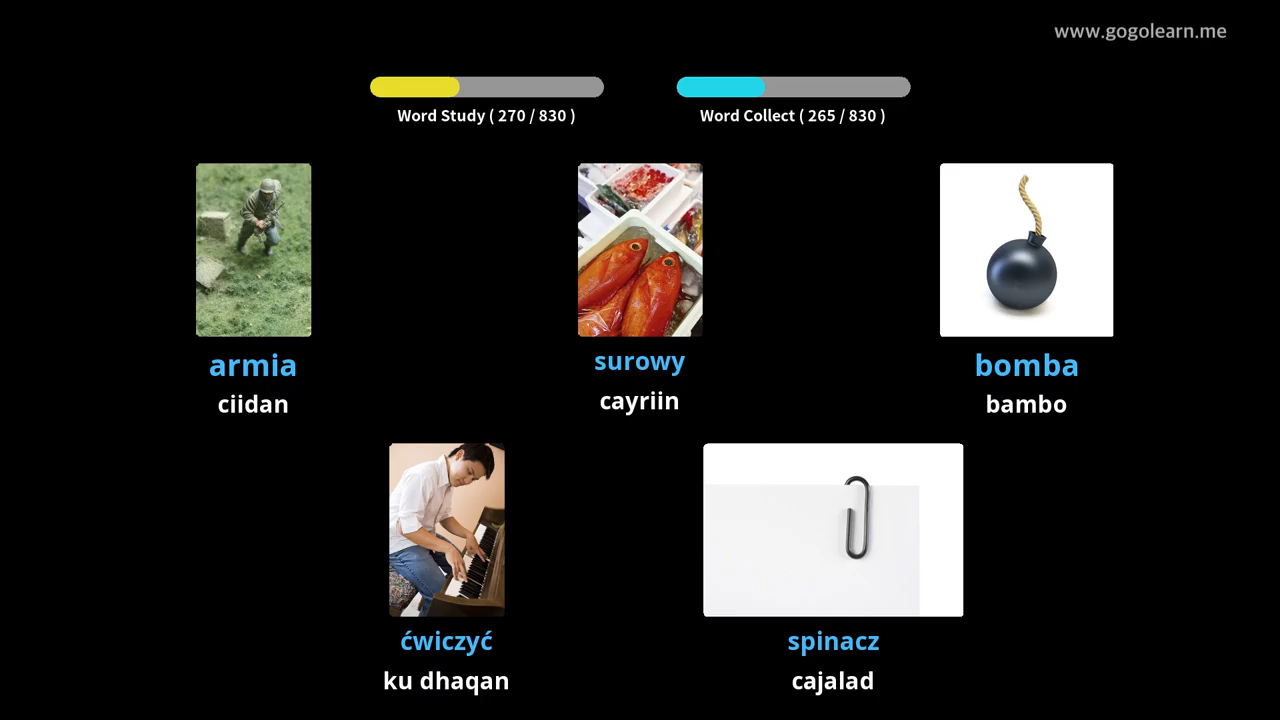 www.gogolearn.me
Word Study ( 270 / 830 )
Word Collect ( 265 / 830 )
armia
ciidan
surowy
cayriin
bomba
bambo
ćwiczyć
ku dhaqan
spinacz
cajalad